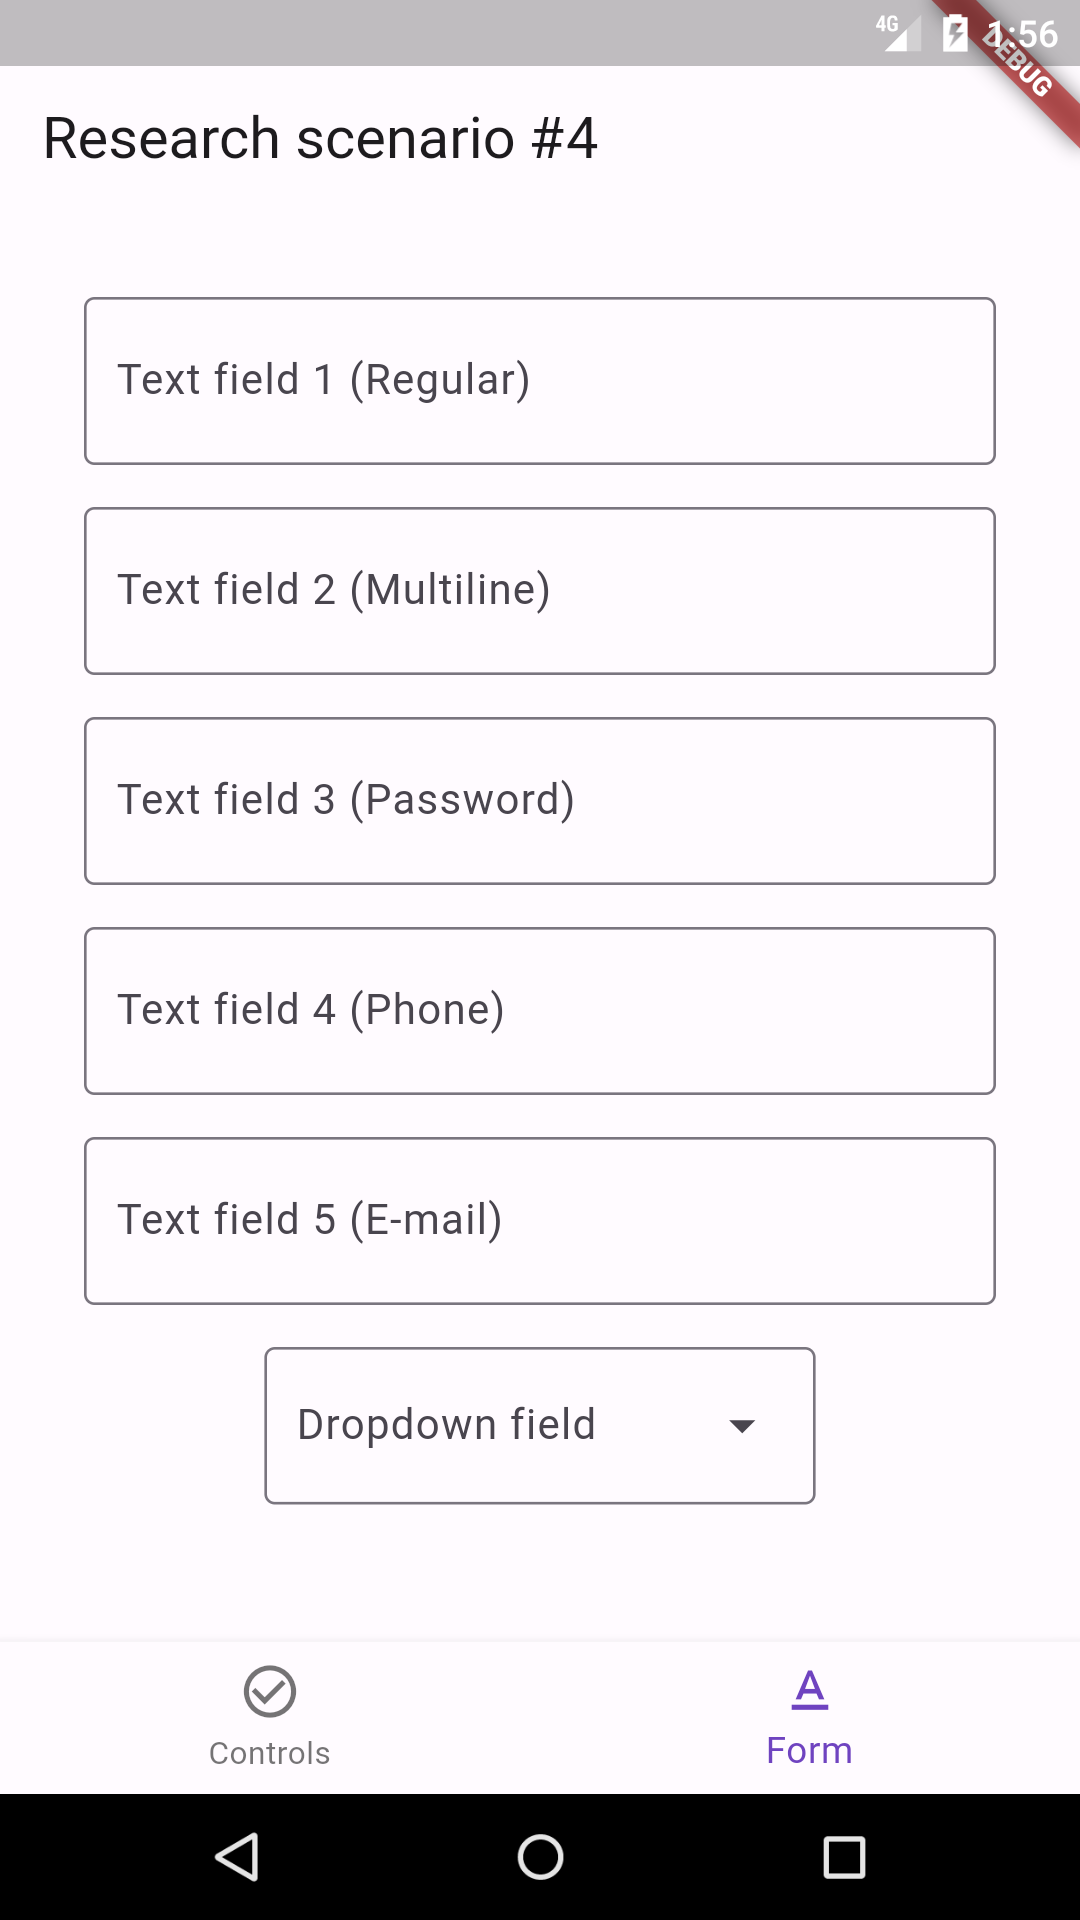 4G 1:56
DEBUG
Research scenario #4
Text field 1 (Regular)
Text field 2 (Multiline)
Text field 3 (Password)
Text field 4 (Phone)
Text field 5 (E-mail)
Dropdown field
Controls
Form